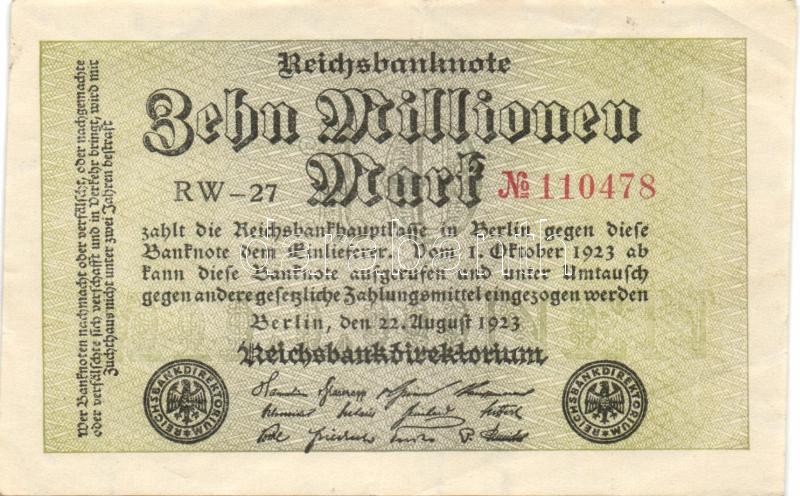 Reichsbanknote
Zehn Millionen
Mark
RW-27
№ 110478
zahlt die Reichsbankhauptkasse in Berlin gegen diese
Banknote dem Einlieferer. Vom 1. Oktober 1923 ab
kann diese Banknote aufgerufen und unter Umtausch
gegen andere gesetzliche Zahlungsmittel eingezogen werden
Berlin, den 22. August 1923
Reichsbankdirektorium
REICHSBANKDIREKTORIUM
REICHSBANKDIREKTORIUM
Wer Banknoten nachmacht oder verfälscht, oder nachgemachte
oder verfälschte sich verschafft und in Verkehr bringt, wird mit
Zuchthaus nicht unter zwei Jahren bestraft